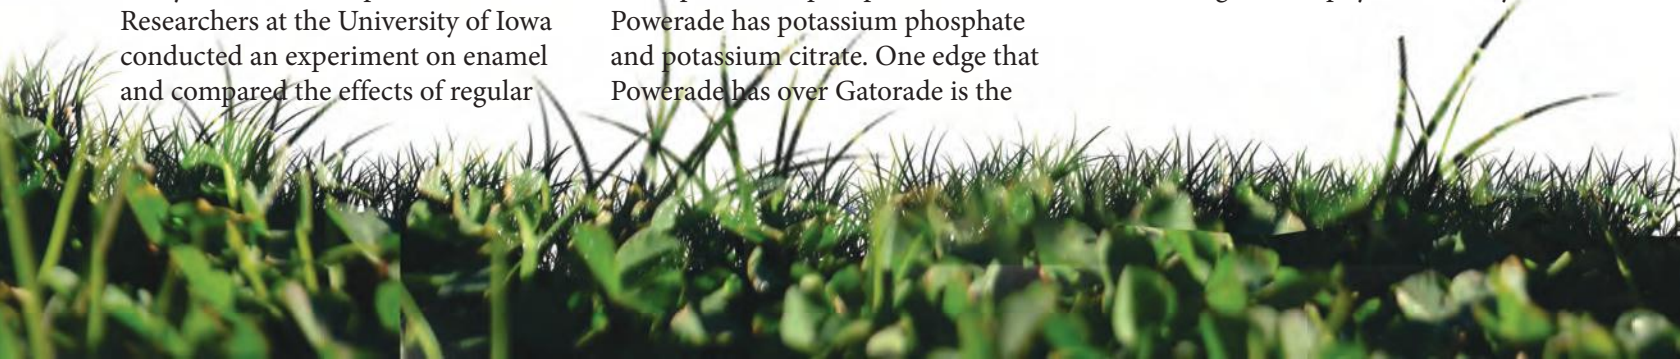 Researchers at the University of Iowa
conducted an experiment on enamel
and compared the effects of regular
Powerade has potassium phosphate
and potassium citrate. One edge that
Powerade has over Gatorade is the